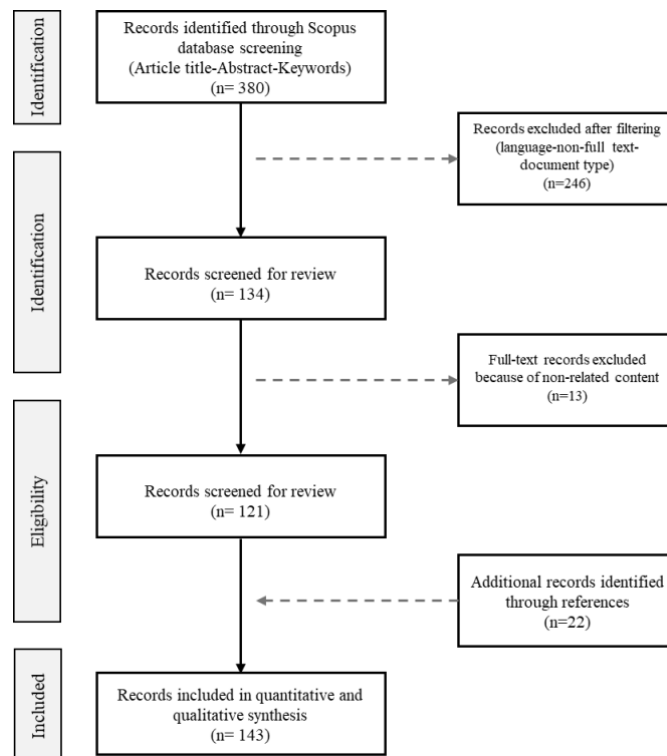 Identification
Records identified through Scopus
database screening
(Article title-Abstract-Keywords)
(n= 380)
Records excluded after filtering
(language-non-full text-
document type)
(n=246)
Identification
Records screened for review
(n= 134)
Full-text records excluded
because of non-related content
(n=13)
Eligibility
Records screened for review
(n= 121)
Additional records identified
through references
(n=22)
Included
Records included in quantitative and
qualitative synthesis
(n= 143)